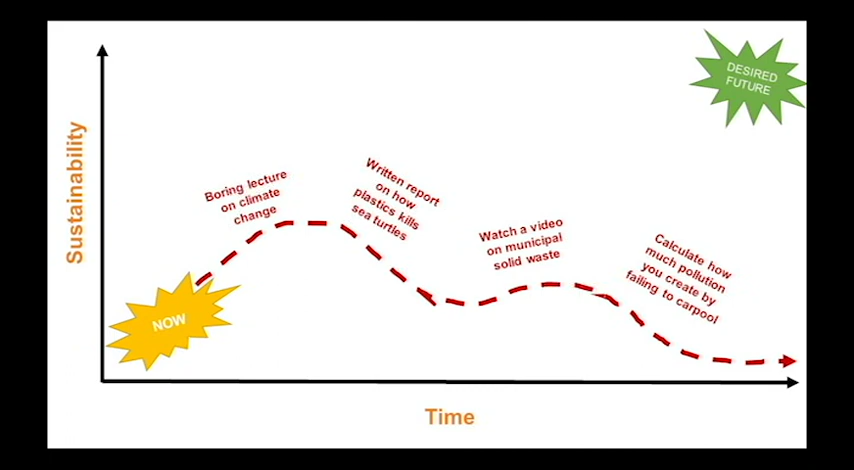 DESIRED
FUTURE
Sustainability
Boring lecture
on climate
change
Written report
on how
plastics kills
sea turtles
Watch a video
on municipal
solid waste
Calculate how
much pollution
you create by
failing to carpool
NOW
Time